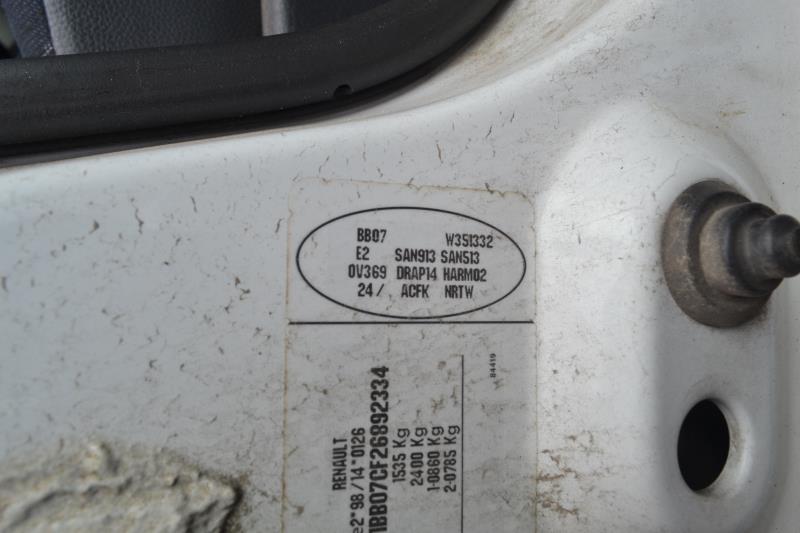 BB07 W351332
E2 SAN913 SAN513
0V369 DRAP14 HARM02
24/ ACFK NRTW
84419
RENAULT
e2*98/14*0126
1BB07CF26892334
1535 Kg
2400 Kg
1-0860 Kg
2-0785 Kg